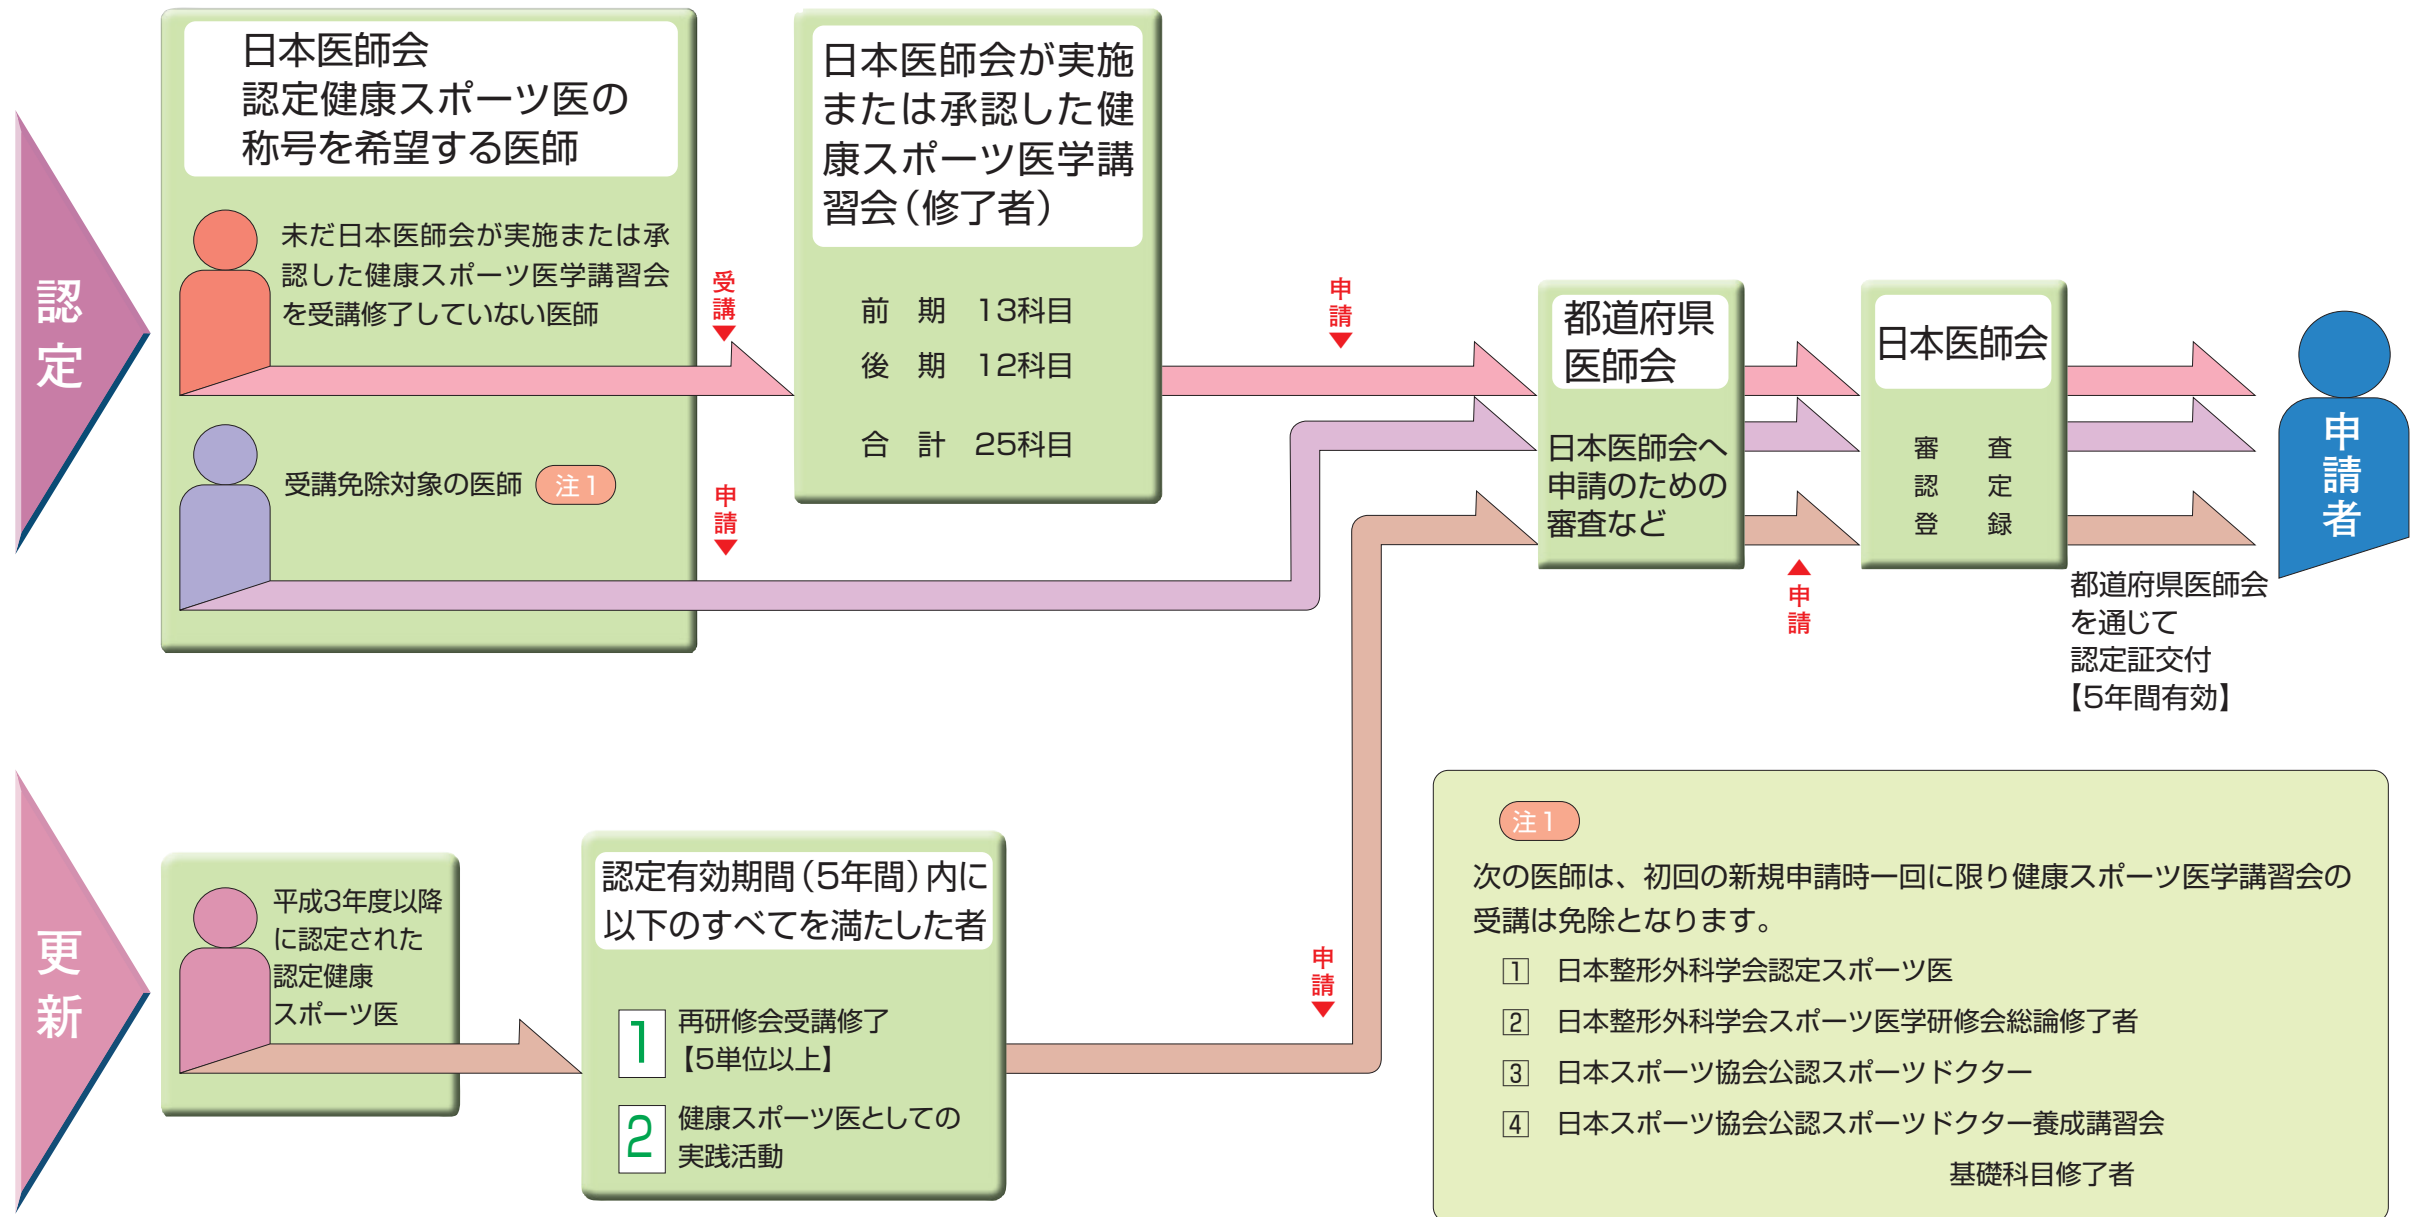 認定
日本医師会
認定健康スポーツ医の
称号を希望する医師
未だ日本医師会が実施または承
認した健康スポーツ医学講習会
を受講修了していない医師
受講
受講免除対象の医師 注1
申請
日本医師会が実施
または承認した健
康スポーツ医学講
習会（修了者）
前　期　13科目
後　期　12科目
合　計　25科目
申請
都道府県
医師会
日本医師会へ
申請のための
審査など
申請
日本医師会
審　査
認　定
登　録
申請者
都道府県医師会
を通じて
認定証交付
【5年間有効】
更新
平成3年度以降
に認定された
認定健康
スポーツ医
認定有効期間（5年間）内に
以下のすべてを満たした者
1 再研修会受講修了
【5単位以上】
2 健康スポーツ医としての
実践活動
申請
注1
次の医師は、初回の新規申請時一回に限り健康スポーツ医学講習会の
受講は免除となります。
1 日本整形外科学会認定スポーツ医
2 日本整形外科学会スポーツ医学研修会総論修了者
3 日本スポーツ協会公認スポーツドクター
4 日本スポーツ協会公認スポーツドクター養成講習会
基礎科目修了者